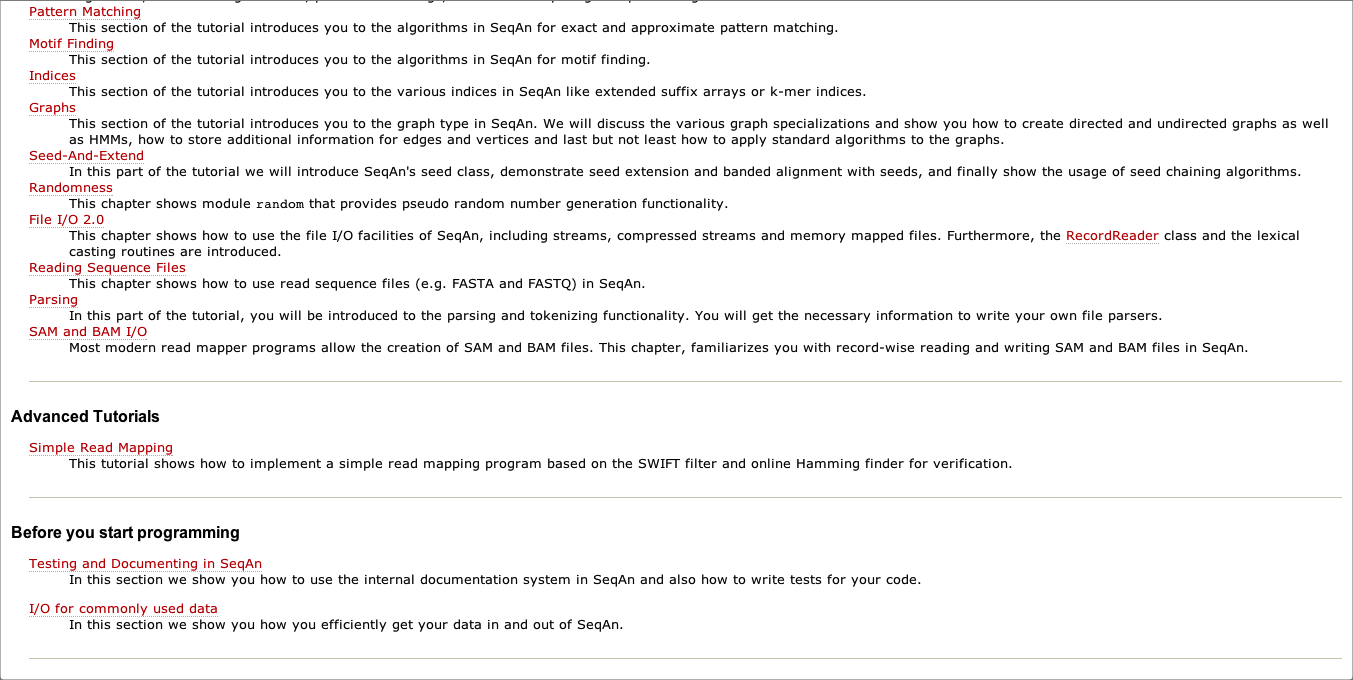 Pattern Matching
This section of the tutorial introduces you to the algorithms in SeqAn for exact and approximate pattern matching.
Motif Finding
This section of the tutorial introduces you to the algorithms in SeqAn for motif finding.
Indices
This section of the tutorial introduces you to the various indices in SeqAn like extended suffix arrays or k-mer indices.
Graphs
This section of the tutorial introduces you to the graph type in SeqAn. We will discuss the various graph specializations and show you how to create directed and undirected graphs as well
as HMMs, how to store additional information for edges and vertices and last but not least how to apply standard algorithms to the graphs.
Seed-And-Extend
In this part of the tutorial we will introduce SeqAn's seed class, demonstrate seed extension and banded alignment with seeds, and finally show the usage of seed chaining algorithms.
Randomness
This chapter shows module random that provides pseudo random number generation functionality.
File I/O 2.0
This chapter shows how to use the file I/O facilities of SeqAn, including streams, compressed streams and memory mapped files. Furthermore, the RecordReader class and the lexical
casting routines are introduced.
Reading Sequence Files
This chapter shows how to use read sequence files (e.g. FASTA and FASTQ) in SeqAn.
Parsing
In this part of the tutorial, you will be introduced to the parsing and tokenizing functionality. You will get the necessary information to write your own file parsers.
SAM and BAM I/O
Most modern read mapper programs allow the creation of SAM and BAM files. This chapter, familiarizes you with record-wise reading and writing SAM and BAM files in SeqAn.
Advanced Tutorials
Simple Read Mapping
This tutorial shows how to implement a simple read mapping program based on the SWIFT filter and online Hamming finder for verification.
Before you start programming
Testing and Documenting in SeqAn
In this section we show you how to use the internal documentation system in SeqAn and also how to write tests for your code.
I/O for commonly used data
In this section we show you how you efficiently get your data in and out of SeqAn.